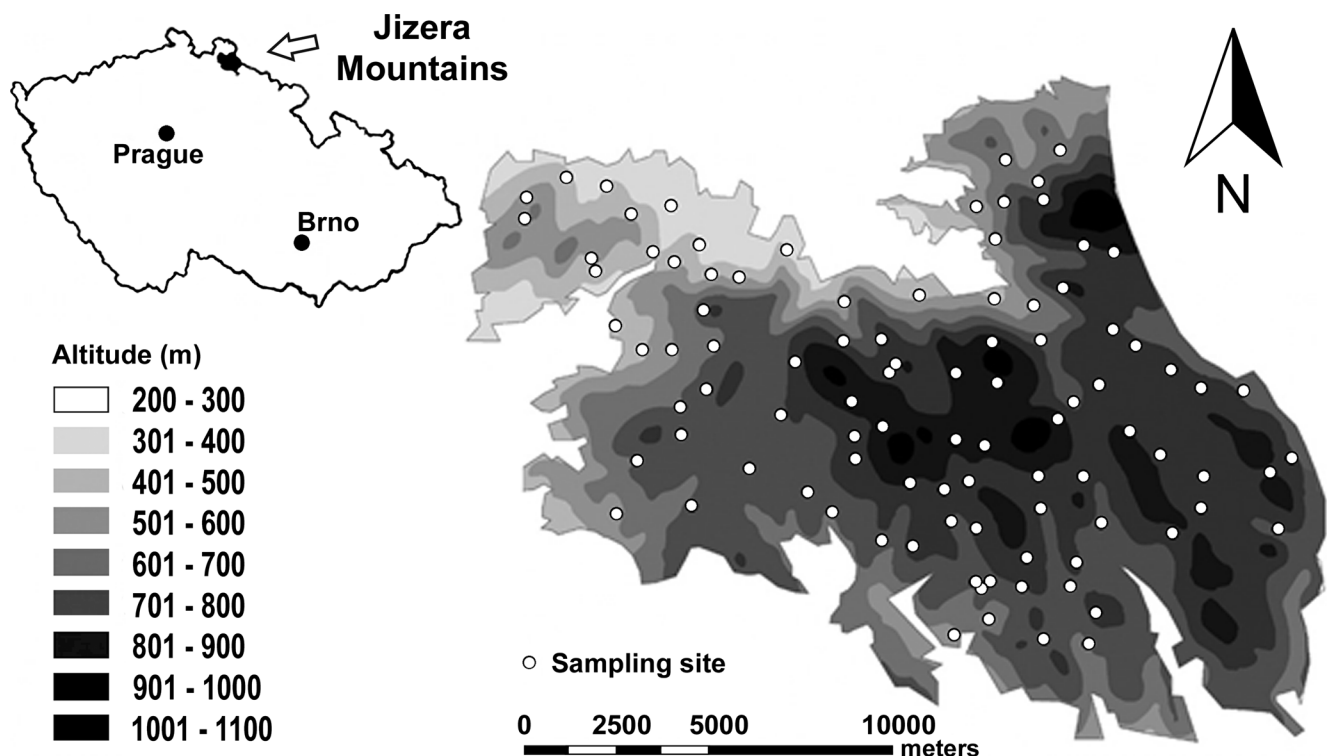 Jizera
Mountains
Prague
Brno
N
Altitude (m)
200 - 300
301 - 400
401 - 500
501 - 600
601 - 700
701 - 800
801 - 900
901 - 1000
1001 - 1100
Sampling site
0 2500 5000 10000
meters